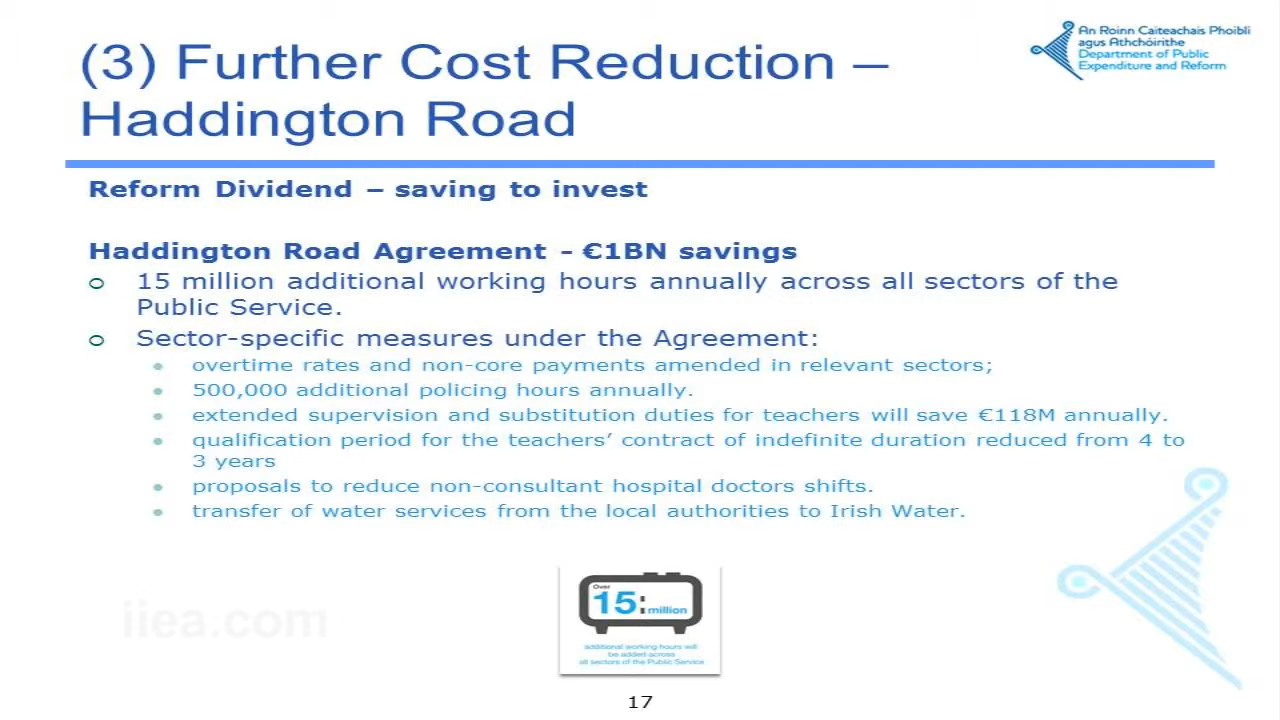 (3) Further Cost Reduction –
Haddington Road
An Roinn Caiteachais Phoibli
agus Athchóirithe
Department of Public
Expenditure and Reform
Reform Dividend – saving to invest
Haddington Road Agreement - €1BN savings
15 million additional working hours annually across all sectors of the
Public Service.
Sector-specific measures under the Agreement:
overtime rates and non-core payments amended in relevant sectors;
500,000 additional policing hours annually.
extended supervision and substitution duties for teachers will save €118M annually.
qualification period for the teachers’ contract of indefinite duration reduced from 4 to
3 years
proposals to reduce non-consultant hospital doctors shifts.
transfer of water services from the local authorities to Irish Water.
Over
15: million
additional working hours will
be added across
all sectors of the Public Service
iiea.com
17